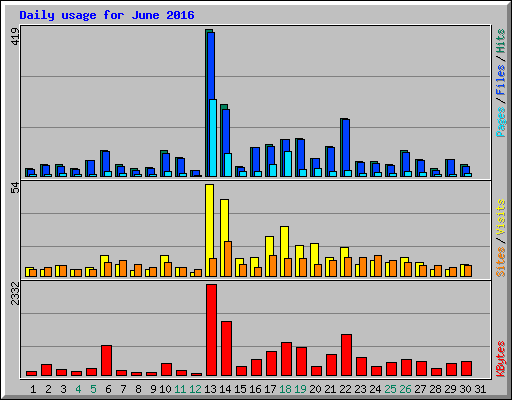 Daily usage for June 2016
419
54
2332
Pages / Files / Hits
Sites / Visits
KBytes
1 2 3 4 5 6 7 8 9 10 11 12 13 14 15 16 17 18 19 20 21 22 23 24 25 26 27 28 29 30 31